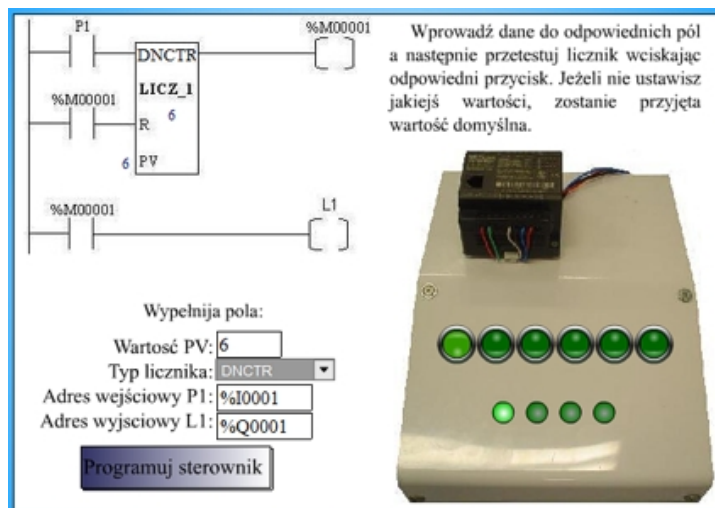 P1
%M00001
DNCTR
LICZ_1
%M00001
6
R
6 PV
%M00001
L1
Wprowadź dane do odpowiednich pól
a następnie przetestuj licznik wciskając
odpowiedni przycisk. Jeżeli nie ustawisz
jakiejś wartości, zostanie przyjęta
wartość domyślna.
Wypełnija pola:
Wartosć PV: 6
Typ licznika: DNCTR
Adres wejściowy P1: %I0001
Adres wyjsciowy L1: %Q0001
Programuj sterownik